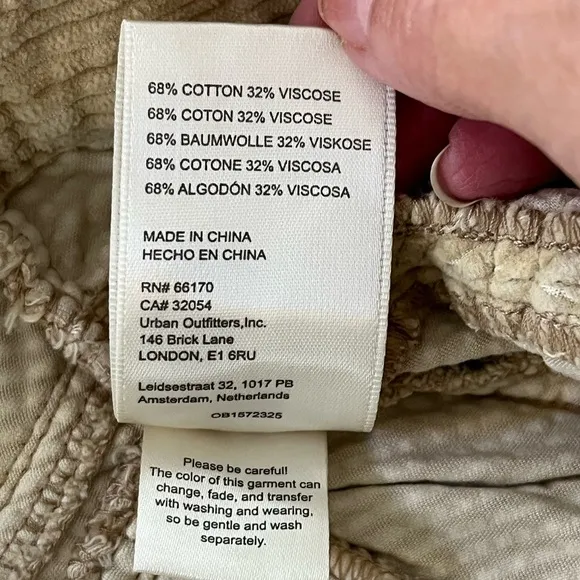 68% COTTON 32% VISCOSE
68% COTON 32% VISCOSE
68% BAUMWOLLE 32% VISKOSE
68% COTONE 32% VISCOSA
68% ALGODÓN 32% VISCOSA
MADE IN CHINA
HECHO EN CHINA
RN# 66170
CA# 32054
Urban Outfitters,Inc.
146 Brick Lane
LONDON, E1 6RU
Leidsestraat 32, 1017 PB
Amsterdam, Netherlands
OB1572325
Please be careful!
The color of this garment can
change, fade, and transfer
with washing and wearing,
so be gentle and wash
separately.